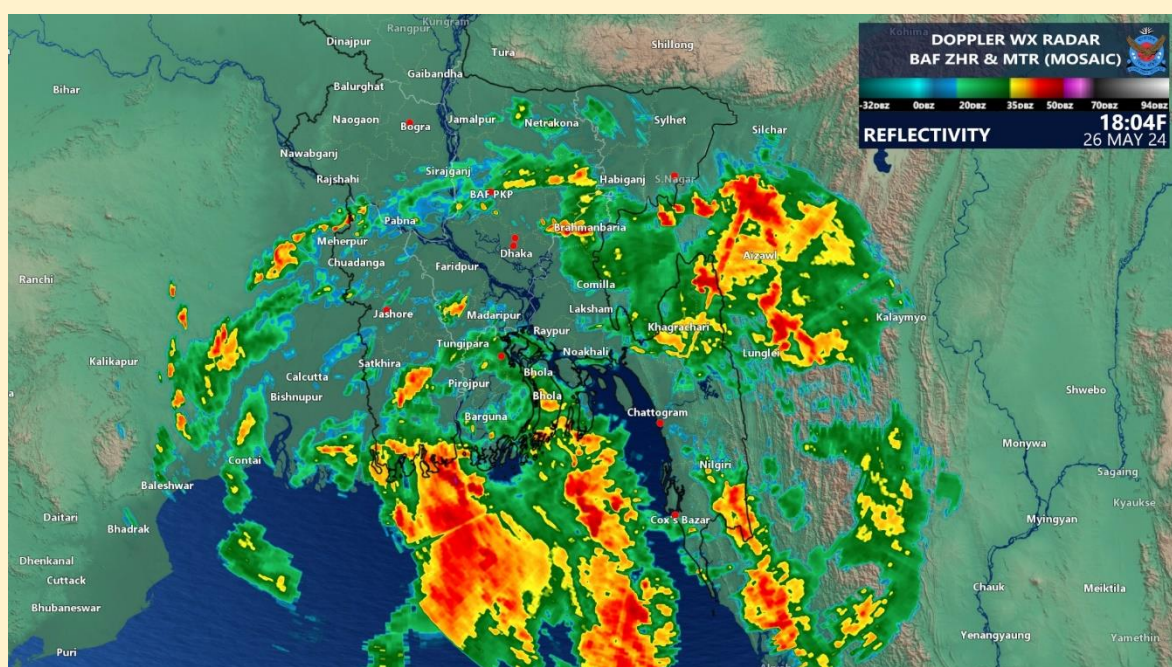 Kurigram
Rangpur
Dinajpur
Tura
Shillong
Kohima
DOPPLER WX RADAR
BAF ZHR & MTR (MOSAIC)
-32DBZ 0DBZ 20DBZ 35DBZ 50DBZ 70DBZ 94DBZ
REFLECTIVITY
18:04F
26 MAY 24
Gaibandha
Bihar
Balurghat
Naogaon
Bogra
Jamalpur
Netrakona
Sylhet
Silchar
Nawabganj
Rajshahi
Sirajganj
BAF PKP
Habiganj
S.Nagar
Pabna
Brahmanbaria
Meherpur
Dhaka
Aizawl
Chuadanga
Faridpur
Ranchi
Comilla
Jashore
Madaripur
Laksham
Kalaymyo
Raypur
Khagrachari
Tungipara
Noakhali
Lunglei
Kalikapur
Satkhira
Calcutta
Pirojpur
Bhola
Shwebo
Bishnupur
Bhola
Barguna
Chattogram
Monywa
Contai
Nilgiri
Sagaing
Baleshwar
Kyaukse
Daitari
Bhadrak
Cox's Bazar
Myingyan
Dhenkanal
Cuttack
Chauk
Meiktila
Bhubaneswar
Yenangyaung
Yamethin
Puri